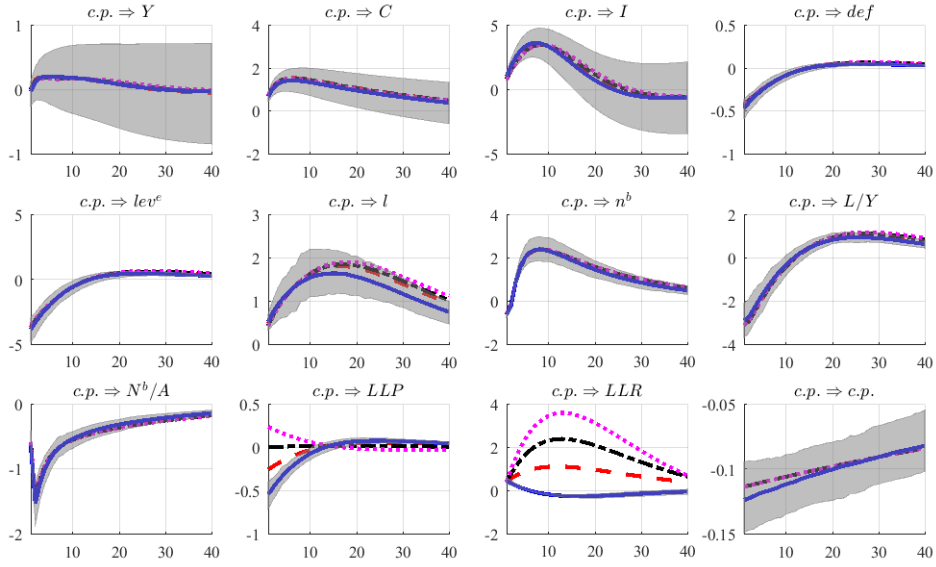 c.p. ⇒ Y
c.p. ⇒ C
c.p. ⇒ I
c.p. ⇒ def
1
0
-1
10 20 30 40
4
2
0
-2
10 20 30 40
5
0
-5
10 20 30 40
0.5
0
-0.5
-1
10 20 30 40
c.p. ⇒ lev^e
c.p. ⇒ l
c.p. ⇒ n^b
c.p. ⇒ L/Y
5
0
-5
10 20 30 40
3
2
1
0
10 20 30 40
4
2
0
-2
10 20 30 40
2
0
-2
-4
10 20 30 40
c.p. ⇒ N^b/A
c.p. ⇒ LLP
c.p. ⇒ LLR
c.p. ⇒ c.p.
0
-1
-2
10 20 30 40
0.5
0
-0.5
-1
10 20 30 40
4
2
0
-2
10 20 30 40
-0.05
-0.1
-0.15
10 20 30 40